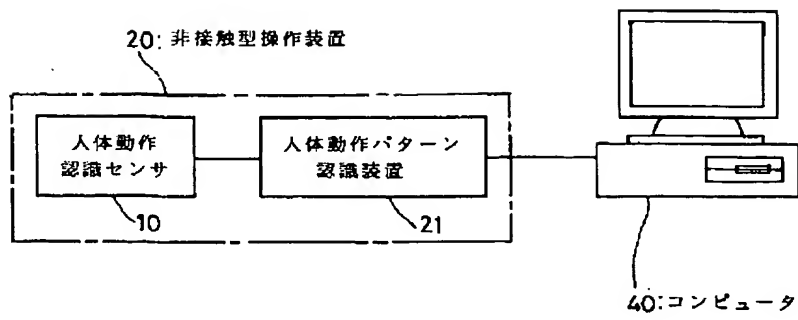 20:非接触型操作装置
人体動作
認識センサ
人体動作パターン
認識装置
10
21
40:コンピュータ